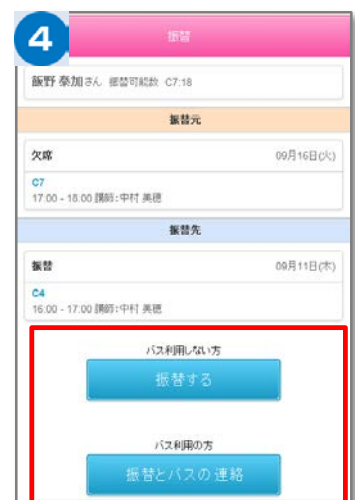 4
振替
飯野 奈加さん 振替可能数 C7:18
振替元
欠席 09月16日(火)
C7
17:00 - 18:00 講師:中村 美穂
振替先
振替 09月11日(木)
C4
16:00 - 17:00 講師:中村 美穂
バス利用しない方
振替する
バス利用の方
振替とバスの連絡